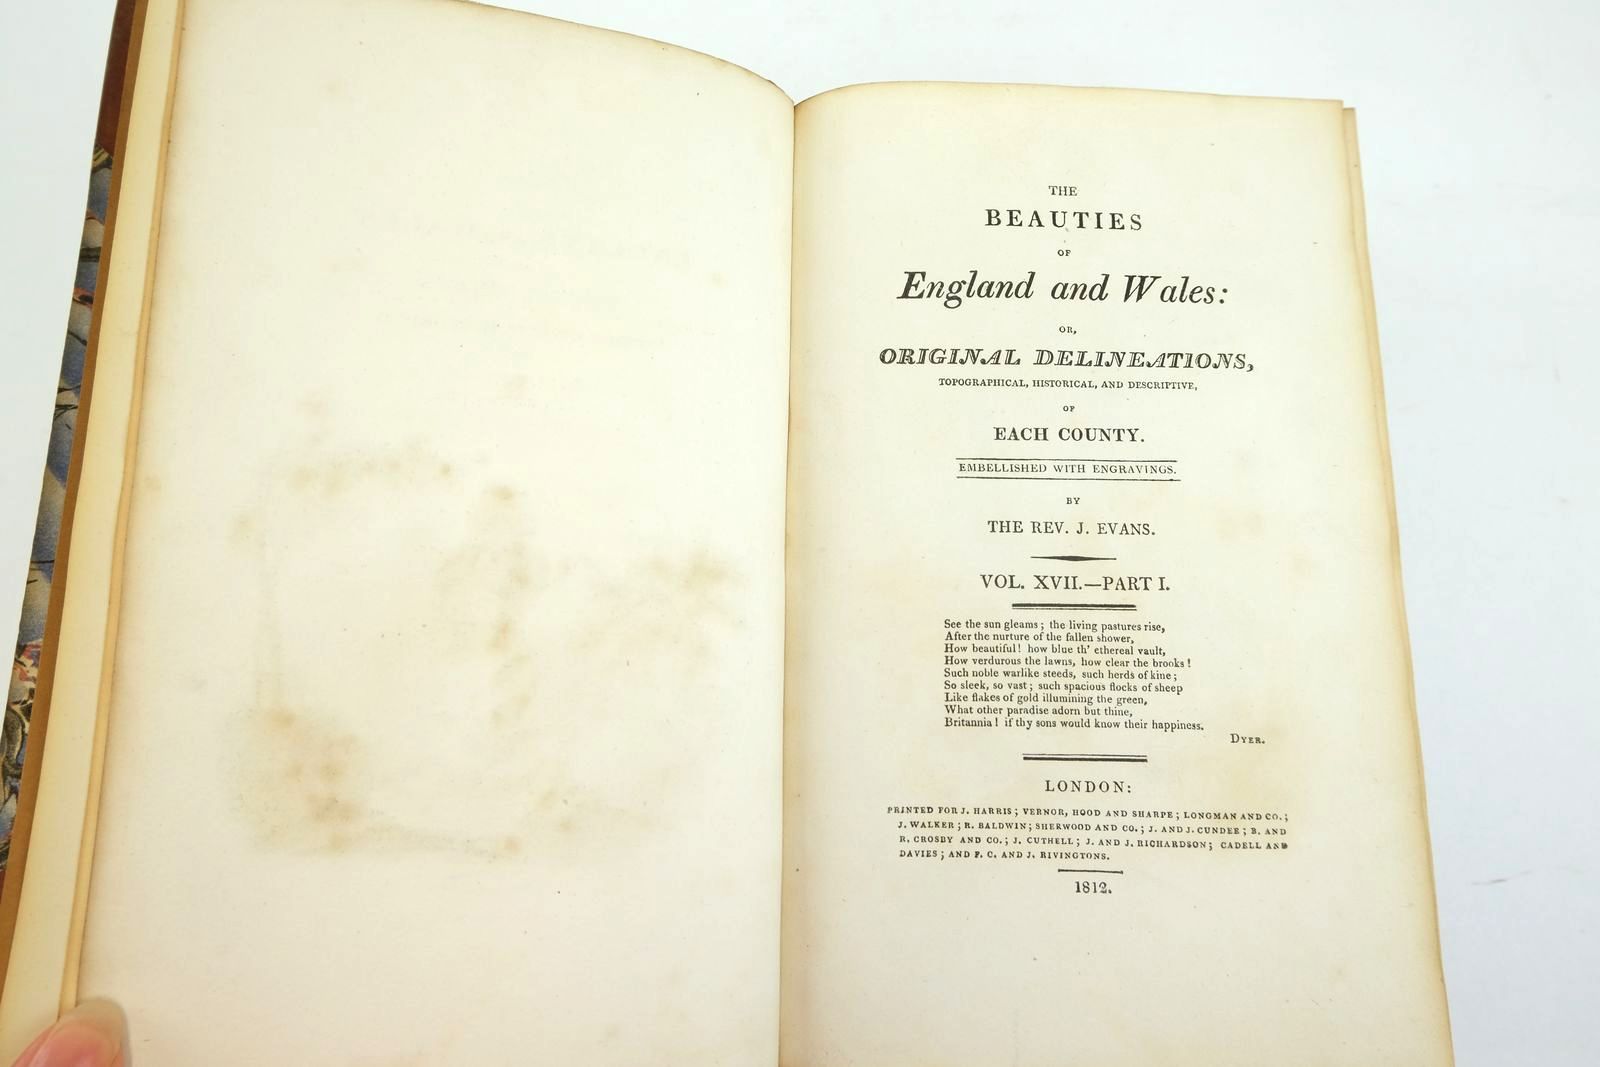 THE
BEAUTIES
OF
England and Wales:
OR,
ORIGINAL DELINEATIONS,
TOPOGRAPHICAL, HISTORICAL, AND DESCRIPTIVE,
OF
EACH COUNTY.
EMBELLISHED WITH ENGRAVINGS.
BY
THE REV. J. EVANS.
VOL. XVII.—PART I.
See the sun gleams; the living pastures rise,
After the nurture of the fallen shower,
How beautiful! how blue th' ethereal vault,
How verdurous the lawns, how clear the brooks!
Such noble warlike steeds, such herds of kine;
So sleek, so vast; such spacious flocks of sheep
Like flakes of gold illumining the green,
What other paradise adorn but thine,
Britannia! if thy sons would know their happiness.
DYER.
LONDON:
PRINTED FOR J. HARRIS; VERNOR, HOOD AND SHARPE; LONGMAN AND CO.;
J. WALKER; R. BALDWIN; SHERWOOD AND CO.; J. AND J. CUNDEE; B. AND
R. CROSBY AND CO.; J. CUTHELL; J. AND J. RICHARDSON; CADELL AND
DAVIES; AND F. C. AND J. RIVINGTONS.
1812.